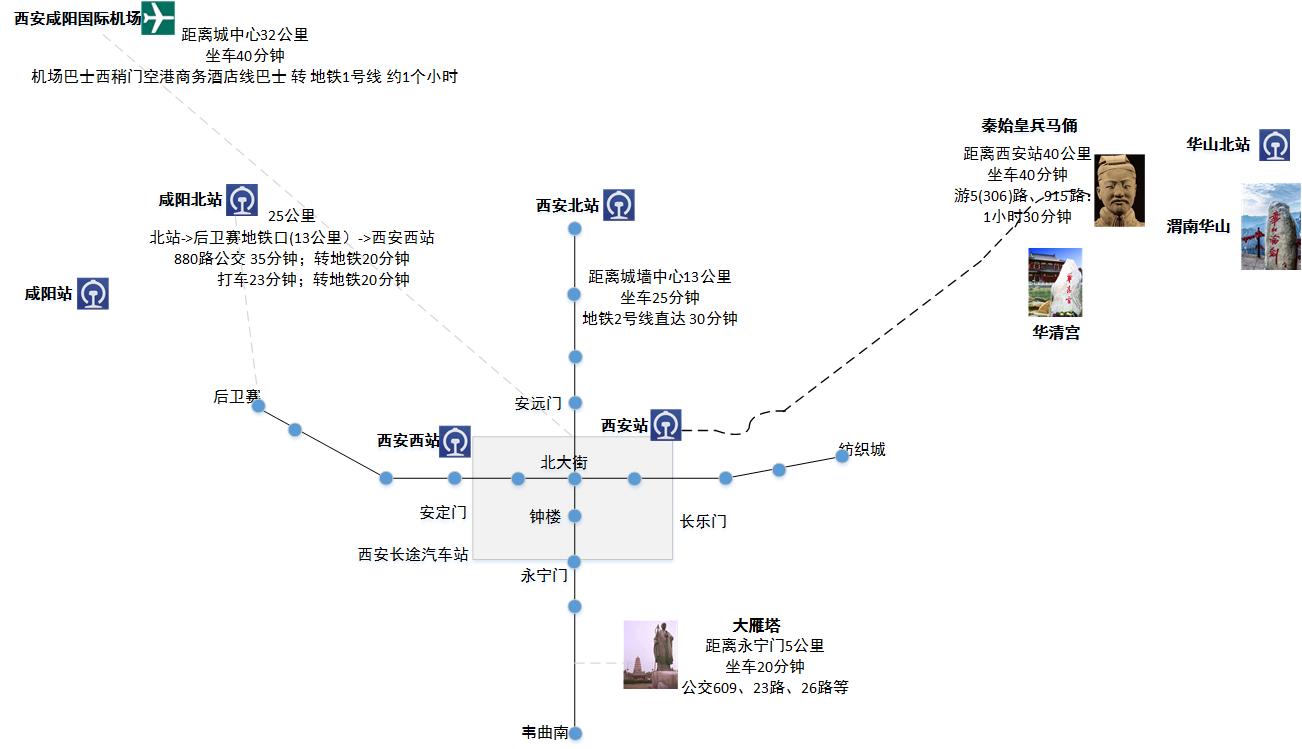 西安咸阳国际机场
距离城中心32公里
坐车40分钟
机场巴士西稍门空港商务酒店线巴士 转 地铁1号线 约1个小时
秦始皇兵马俑
距离西安站40公里
坐车40分钟
游5(306)路、915路:
1小时30分钟
华山北站
渭南华山
华清宫
华清宫
咸阳北站
25公里
北站->后卫赛地铁口(13公里）->西安西站
880路公交 35分钟；转地铁20分钟
打车23分钟；转地铁20分钟
咸阳站
西安北站
距离城墙中心13公里
坐车25分钟
地铁2号线直达 30分钟
后卫赛
安远门
西安站
西安西站
北大街
纺织城
安定门
钟楼
长乐门
西安长途汽车站
永宁门
大雁塔
距离永宁门5公里
坐车20分钟
公交609、23路、26路等
韦曲南